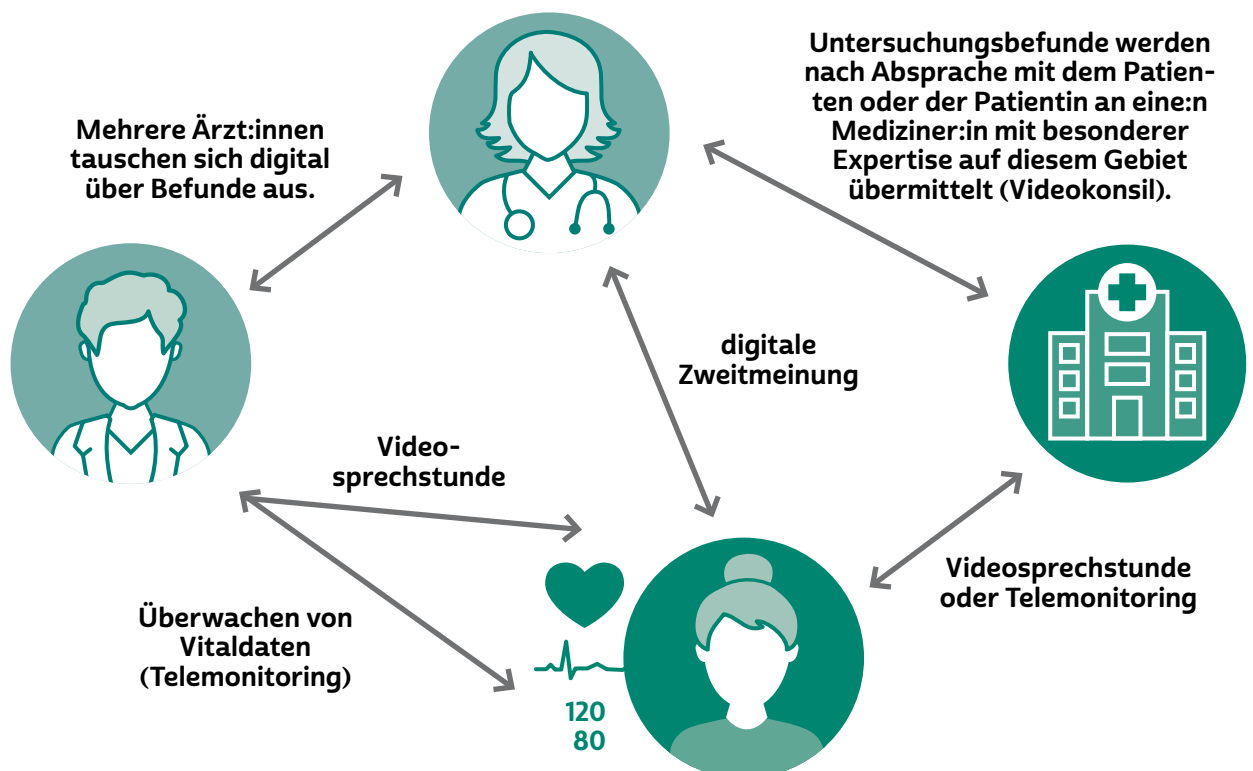 Untersuchungsbefunde werden
nach Absprache mit dem Patien-
ten oder der Patientin an eine:n
Mediziner:in mit besonderer
Expertise auf diesem Gebiet
übermittelt (Videokonsil).
Mehrere Ärzt:innen
tauschen sich digital
über Befunde aus.
digitale
Zweitmeinung
Video-
sprechstunde
Videosprechstunde
oder Telemonitoring
Überwachen von
Vitaldaten
(Telemonitoring)
120
80